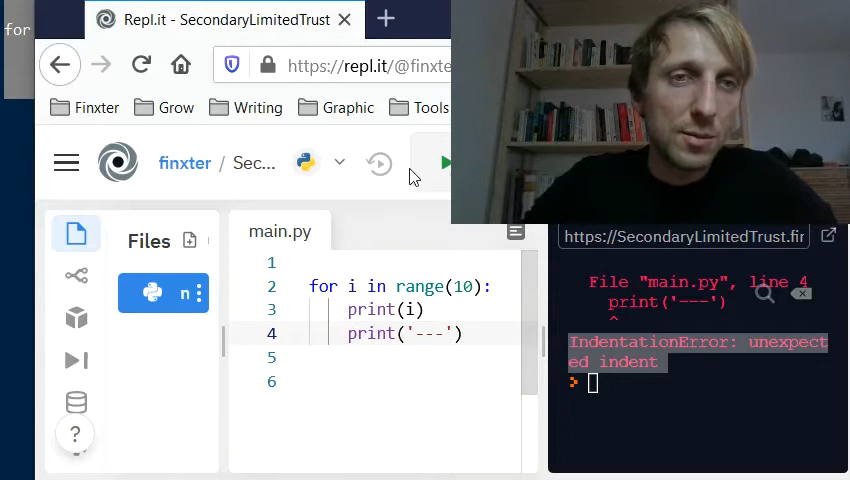 for
Repl.it - SecondaryLimitedTrust
https://repl.it/@finxte
Finxter
Grow
Writing
Graphic
Tools
finxter / Sec...
Files
main.py
n
1
2 for i in range(10):
3 print(i)
4 print('---')
5
6
?
https://SecondaryLimitedTrust.fir
File "main.py", line 4
print('---')
^
IndentationError: unexpect
ed indent
>